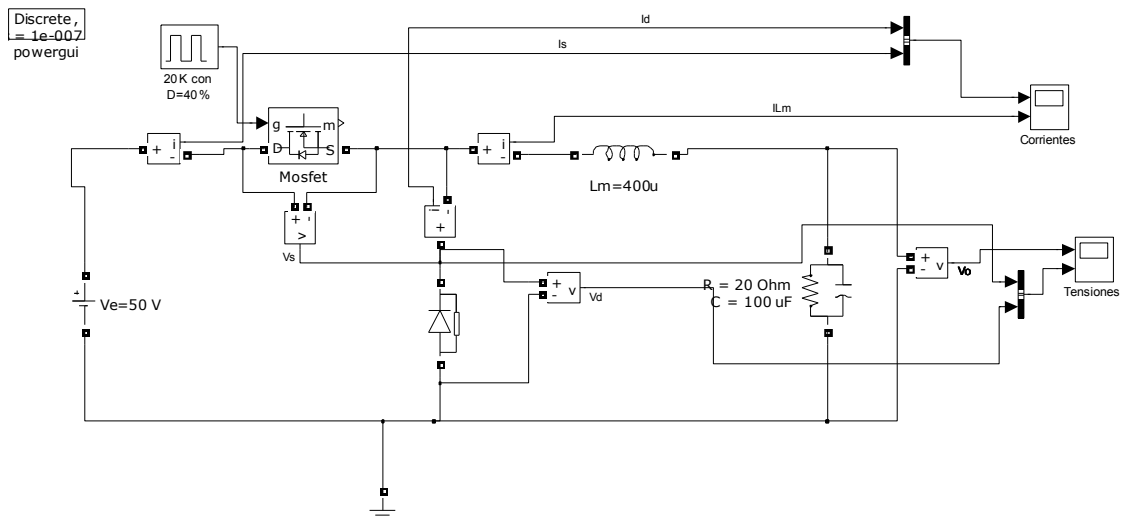 Discrete,
= 1e-007
powergui
Id
Is
20K con
D=40%
ILm
g
m
D
S
i
+
-
i
+
-
Corrientes
Mosfet
Lm=400u
+
-
v
Vs
i
-
+
+
-
v
Vd
R = 20 Ohm
C = 100 uF
+
-
v
Vo
Tensiones
+
Ve=50 V